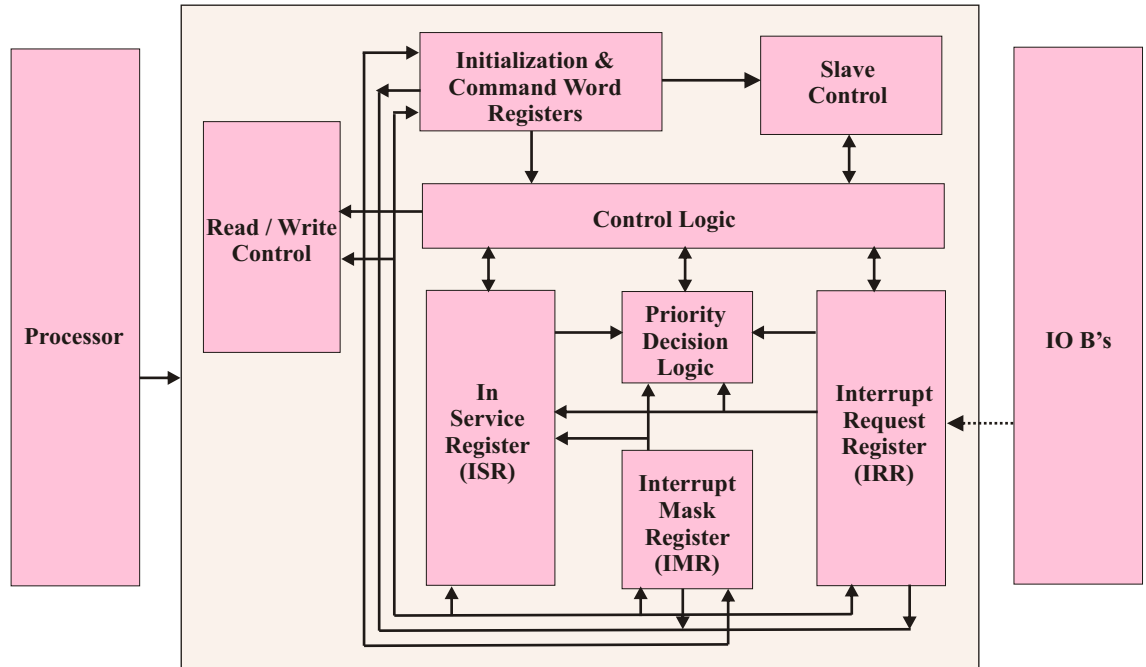 Processor
Read / Write
Control
Initialization &
Command Word
Registers
Slave
Control
Control Logic
In
Service
Register
(ISR)
Priority
Decision
Logic
Interrupt
Mask
Register
(IMR)
Interrupt
Request
Register
(IRR)
IO B's